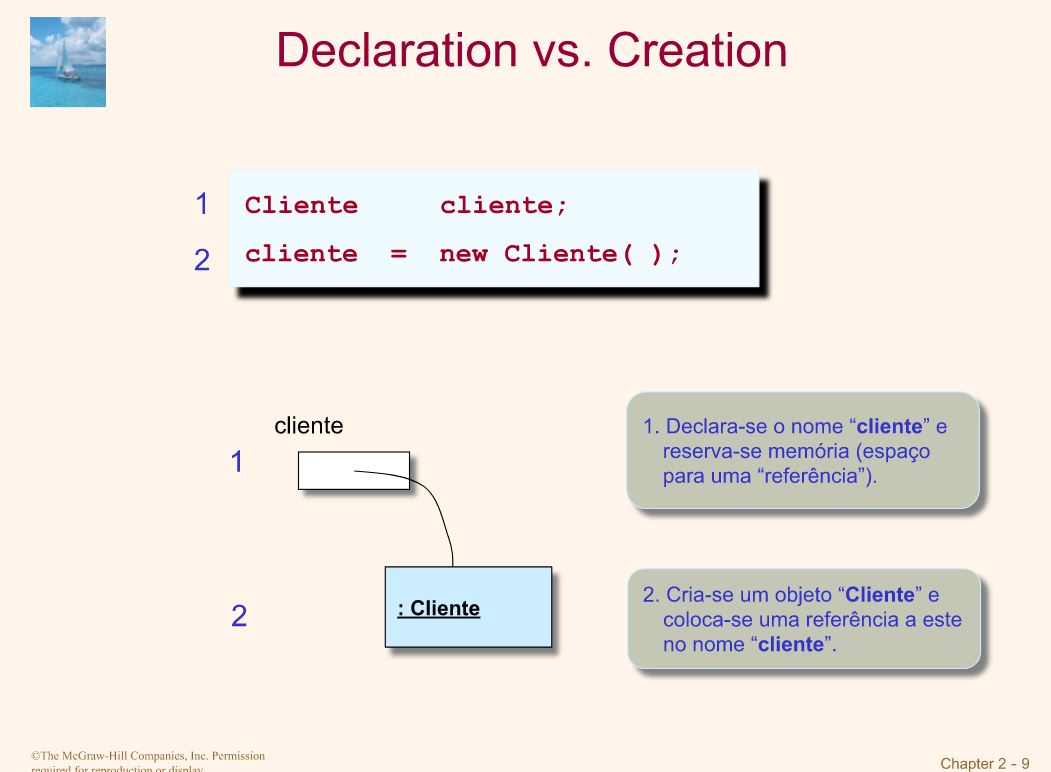 Declaration vs. Creation
1
Cliente cliente;
2
cliente = new Cliente( );
cliente
1
1. Declara-se o nome “cliente” e
reserva-se memória (espaço
para uma “referência”).
2
: Cliente
2. Cria-se um objeto “Cliente” e
coloca-se uma referência a este
no nome “cliente”.
©The McGraw-Hill Companies, Inc. Permission
required for reproduction or display
Chapter 2 - 9